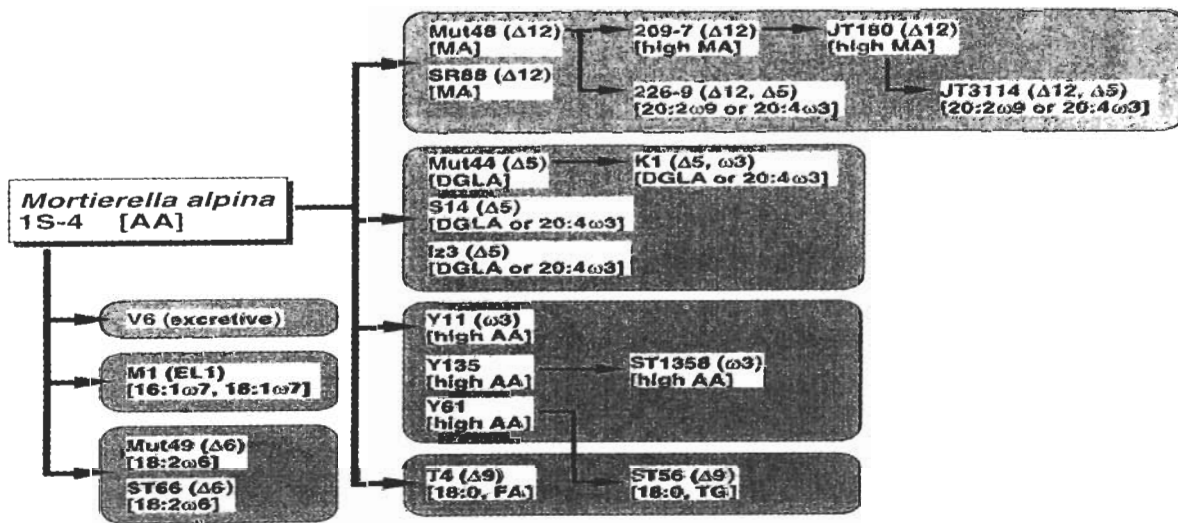 Mortierella alpina
1S-4 [AA]
V6 (excretive)
M1 (EL1)
[16:1ω7, 18:1ω7]
Mut49 (Δ6)
[18:2ω6]
ST66 (Δ6)
[18:2ω6]
Mut48 (Δ12)
[MA]
SR88 (Δ12)
[MA]
209-7 (Δ12)
[high MA]
226-9 (Δ12, Δ5)
[20:2ω9 or 20:4ω3]
JT180 (Δ12)
[high MA]
JT3114 (Δ12, Δ5)
[20:2ω9 or 20:4ω3]
Mut44 (Δ5)
[DGLA]
K1 (Δ5, ω3)
[DGLA or 20:4ω3]
S14 (Δ5)
[DGLA or 20:4ω3]
Iz3 (Δ5)
[DGLA or 20:4ω3]
Y11 (ω3)
[high AA]
Y135
[high AA]
ST1358 (ω3)
[high AA]
Y61
[high AA]
T4 (Δ9)
[18:0, FA]
ST56 (Δ9)
[18:0, TG]